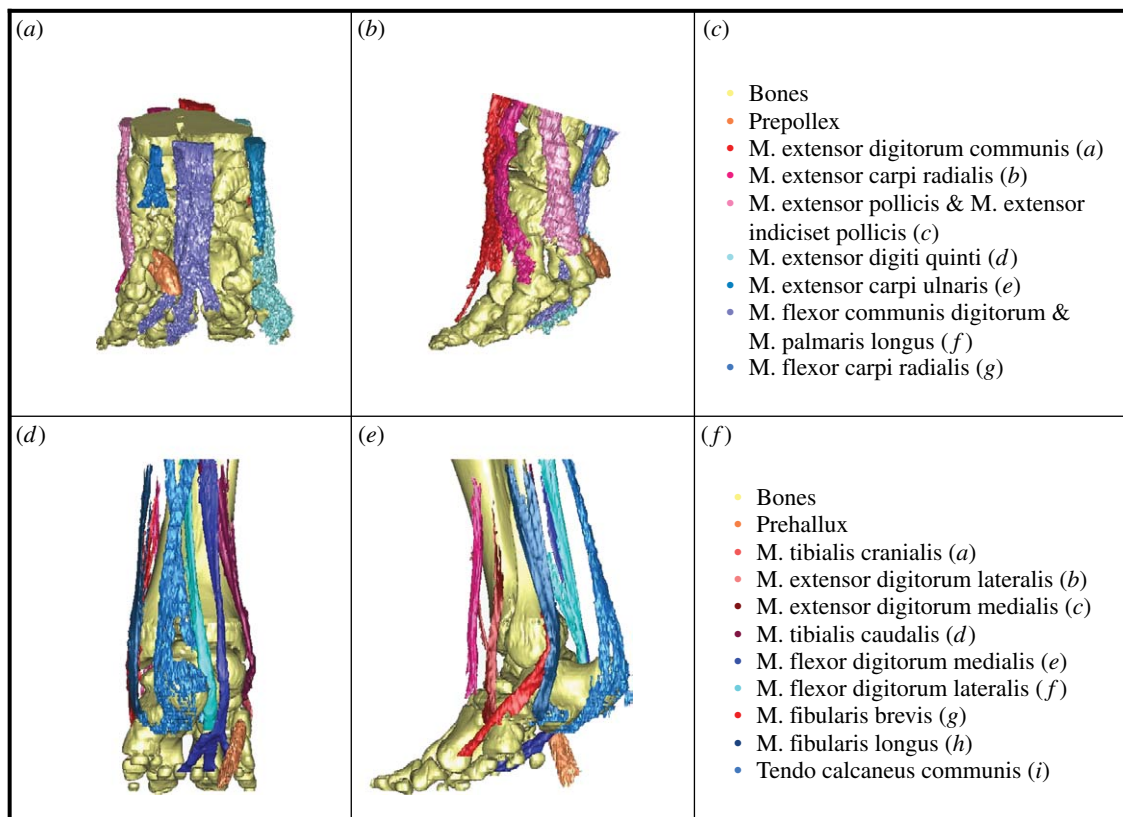 (a)
(b)
(c)
Bones
Prepollex
M. extensor digitorum communis (a)
M. extensor carpi radialis (b)
M. extensor pollicis & M. extensor
indiciset pollicis (c)
M. extensor digiti quinti (d)
M. extensor carpi ulnaris (e)
M. flexor communis digitorum &
M. palmaris longus (f)
M. flexor carpi radialis (g)
(d)
(e)
(f)
Bones
Prehallux
M. tibialis cranialis (a)
M. extensor digitorum lateralis (b)
M. extensor digitorum medialis (c)
M. tibialis caudalis (d)
M. flexor digitorum medialis (e)
M. flexor digitorum lateralis (f)
M. fibularis brevis (g)
M. fibularis longus (h)
Tendo calcaneus communis (i)